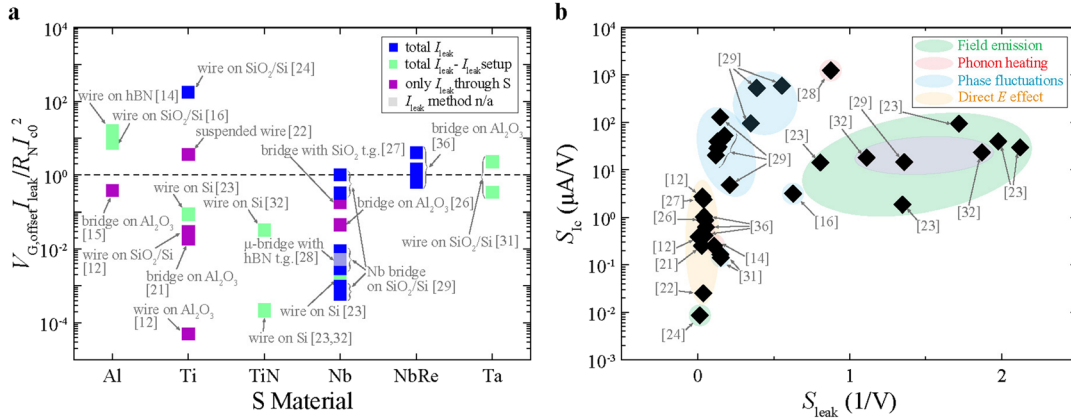 a
V_G,offset I_leak/R_N I_c0^2
10^4
10^2
10^0
10^-2
10^-4
total I_leak
total I_leak - I_leak setup
only I_leak through S
I_leak method n/a
wire on SiO2/Si [24]
wire on hBN [14]
wire on SiO2/Si [16]
suspended wire [22]
bridge with
SiO2 t.g. [27]
bridge on Al2O3
[36]
wire on Si [23]
wire on Si
[32]
bridge on Al2O3 [26]
bridge on Al2O3
[15]
wire on SiO2/Si
[12]
bridge on Al2O3
[21]
μ-bridge with
hBN t.g. [28]
wire on SiO2/Si
[31]
Nb bridge
on SiO2/Si [29]
wire on Al2O3
[12]
wire on Si [23]
wire on Si [23,32]
Al
Ti
TiN
Nb
NbRe
Ta
S Material
b
S_Ic (μA/V)
10^4
10^3
10^2
10^1
10^0
10^-1
10^-2
10^-3
Field emission
Phonon heating
Phase fluctuations
Direct E effect
[29]
[28]
[29]
[23]
[32]
[23]
[29]
[12]
[27]
[26]
[36]
[12]
[21]
[14]
[31]
[22]
[24]
[16]
[23]
[32]
[23]
0
1
2
S_leak (1/V)